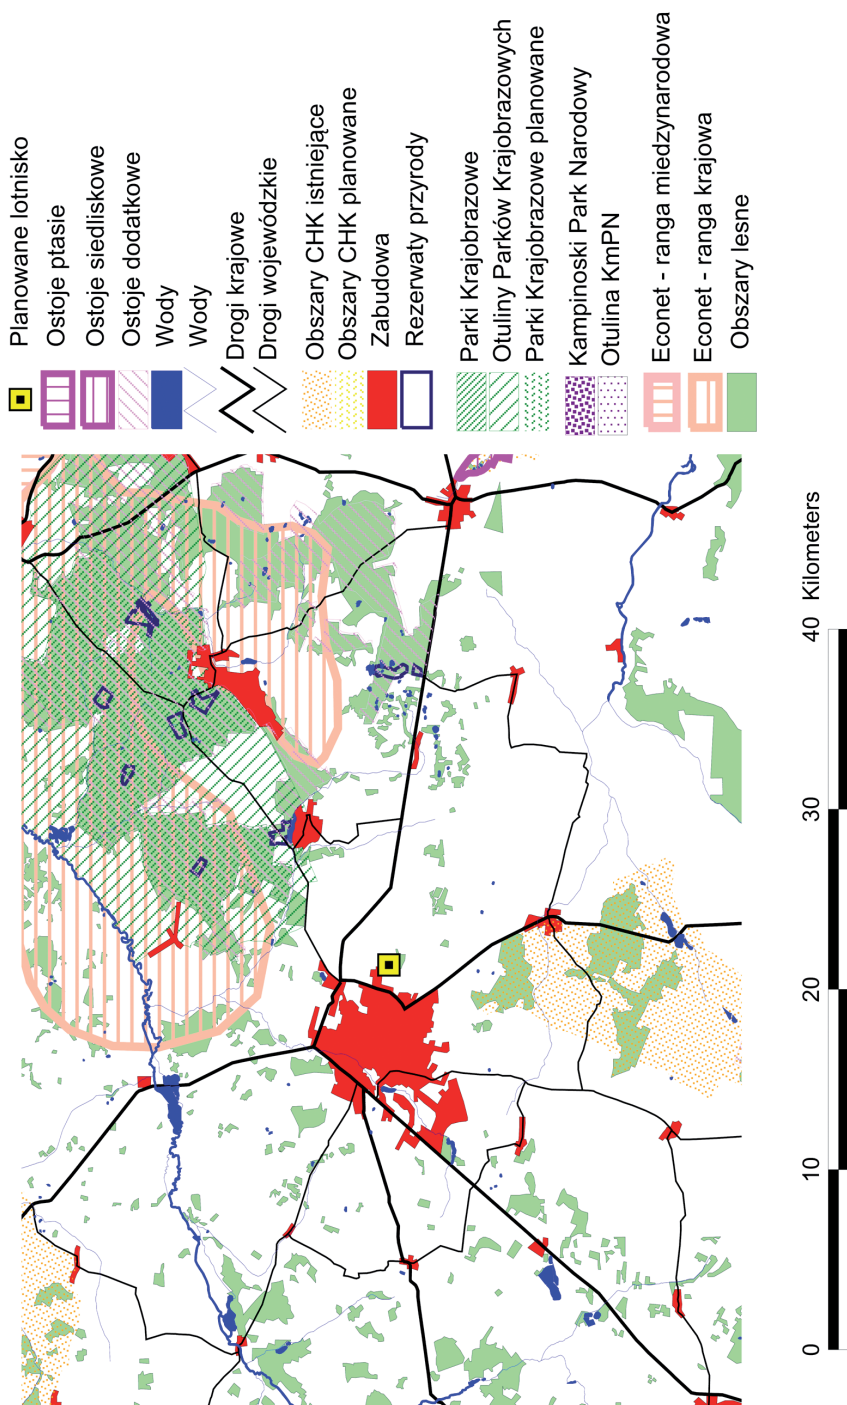 Planowane lotnisko
Ostoje ptasie
Ostoje siedliskowe
Ostoje dodatkowe
Wody
Wody
Drogi krajowe
Drogi wojewódzkie
Obszary CHK istniejące
Obszary CHK planowane
Zabudowa
Rezerwaty przyrody
Parki Krajobrazowe
Otuliny Parków Krajobrazowych
Parki Krajobrazowe planowane
Kampinoski Park Narodowy
Otulina KmPN
Econet - ranga miedzynarodowa
Econet - ranga krajowa
Obszary lesne
0 10 20 30 40 Kilometers